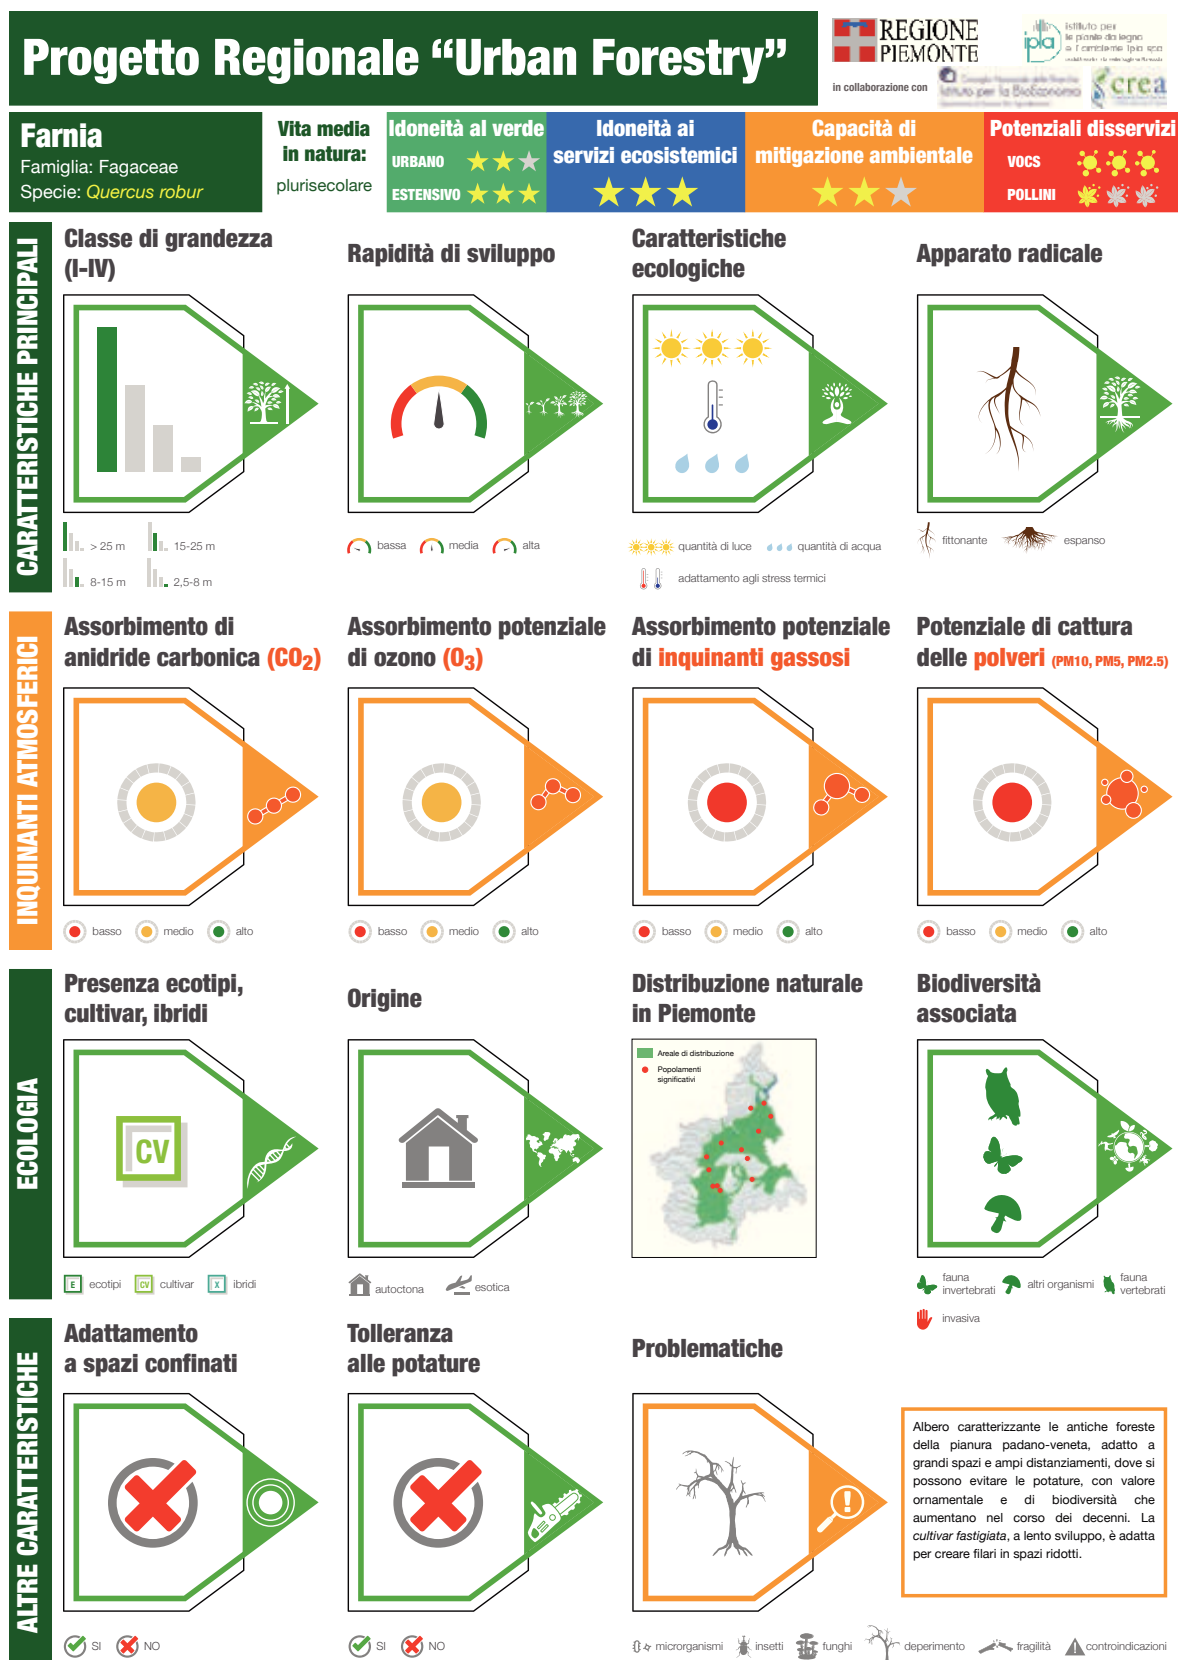 Progetto Regionale “Urban Forestry”
REGIONE
PIEMONTE
ipla
istituto per
le piante da legno
e l'ambiente ipla spa
in collaborazione con
Istituto per la BioEconomia
crea
Farnia
Famiglia: Fagaceae
Specie: Quercus robur
Vita media
in natura:
plurisecolare
Idoneità al verde
URBANO
ESTENSIVO
Idoneità ai
servizi ecosistemici
Capacità di
mitigazione ambientale
Potenziali disservizi
VOCS
POLLINI
CARATTERISTICHE PRINCIPALI
Classe di grandezza
(I-IV)
> 25 m
15-25 m
8-15 m
2,5-8 m
Rapidità di sviluppo
bassa
media
alta
Caratteristiche
ecologiche
quantità di luce
quantità di acqua
adattamento agli stress termici
Apparato radicale
fittonante
espanso
INQUINANTI ATMOSFERICI
Assorbimento di
anidride carbonica (CO2)
basso
medio
alto
Assorbimento potenziale
di ozono (O3)
basso
medio
alto
Assorbimento potenziale
di inquinanti gassosi
basso
medio
alto
Potenziale di cattura
delle polveri (PM10, PM5, PM2.5)
basso
medio
alto
ECOLOGIA
Presenza ecotipi,
cultivar, ibridi
CV
E ecotipi
CV cultivar
X ibridi
Origine
autoctona
esotica
Distribuzione naturale
in Piemonte
Areale di distribuzione
Popolamenti
significativi
Biodiversità
associata
fauna
invertebrati
altri organismi
fauna
vertebrati
invasiva
ALTRE CARATTERISTICHE
Adattamento
a spazi confinati
SI
NO
Tolleranza
alle potature
SI
NO
Problematiche
microrganismi
insetti
funghi
deperimento
fragilità
controindicazioni
Albero caratterizzante le antiche foreste
della pianura padano-veneta, adatto a
grandi spazi e ampi distanziamenti, dove si
possono evitare le potature, con valore
ornamentale e di biodiversità che
aumentano nel corso dei decenni. La
cultivar fastigiata, a lento sviluppo, è adatta
per creare filari in spazi ridotti.